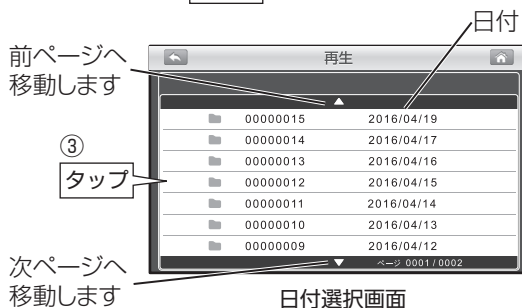 日付
前ページへ
移動します
再生
00000015 2016/04/19
00000014 2016/04/17
③
タップ
00000013 2016/04/16
00000012 2016/04/15
00000011 2016/04/14
00000010 2016/04/13
00000009 2016/04/12
ページ 0001/0002
次ページへ
移動します
日付選択画面